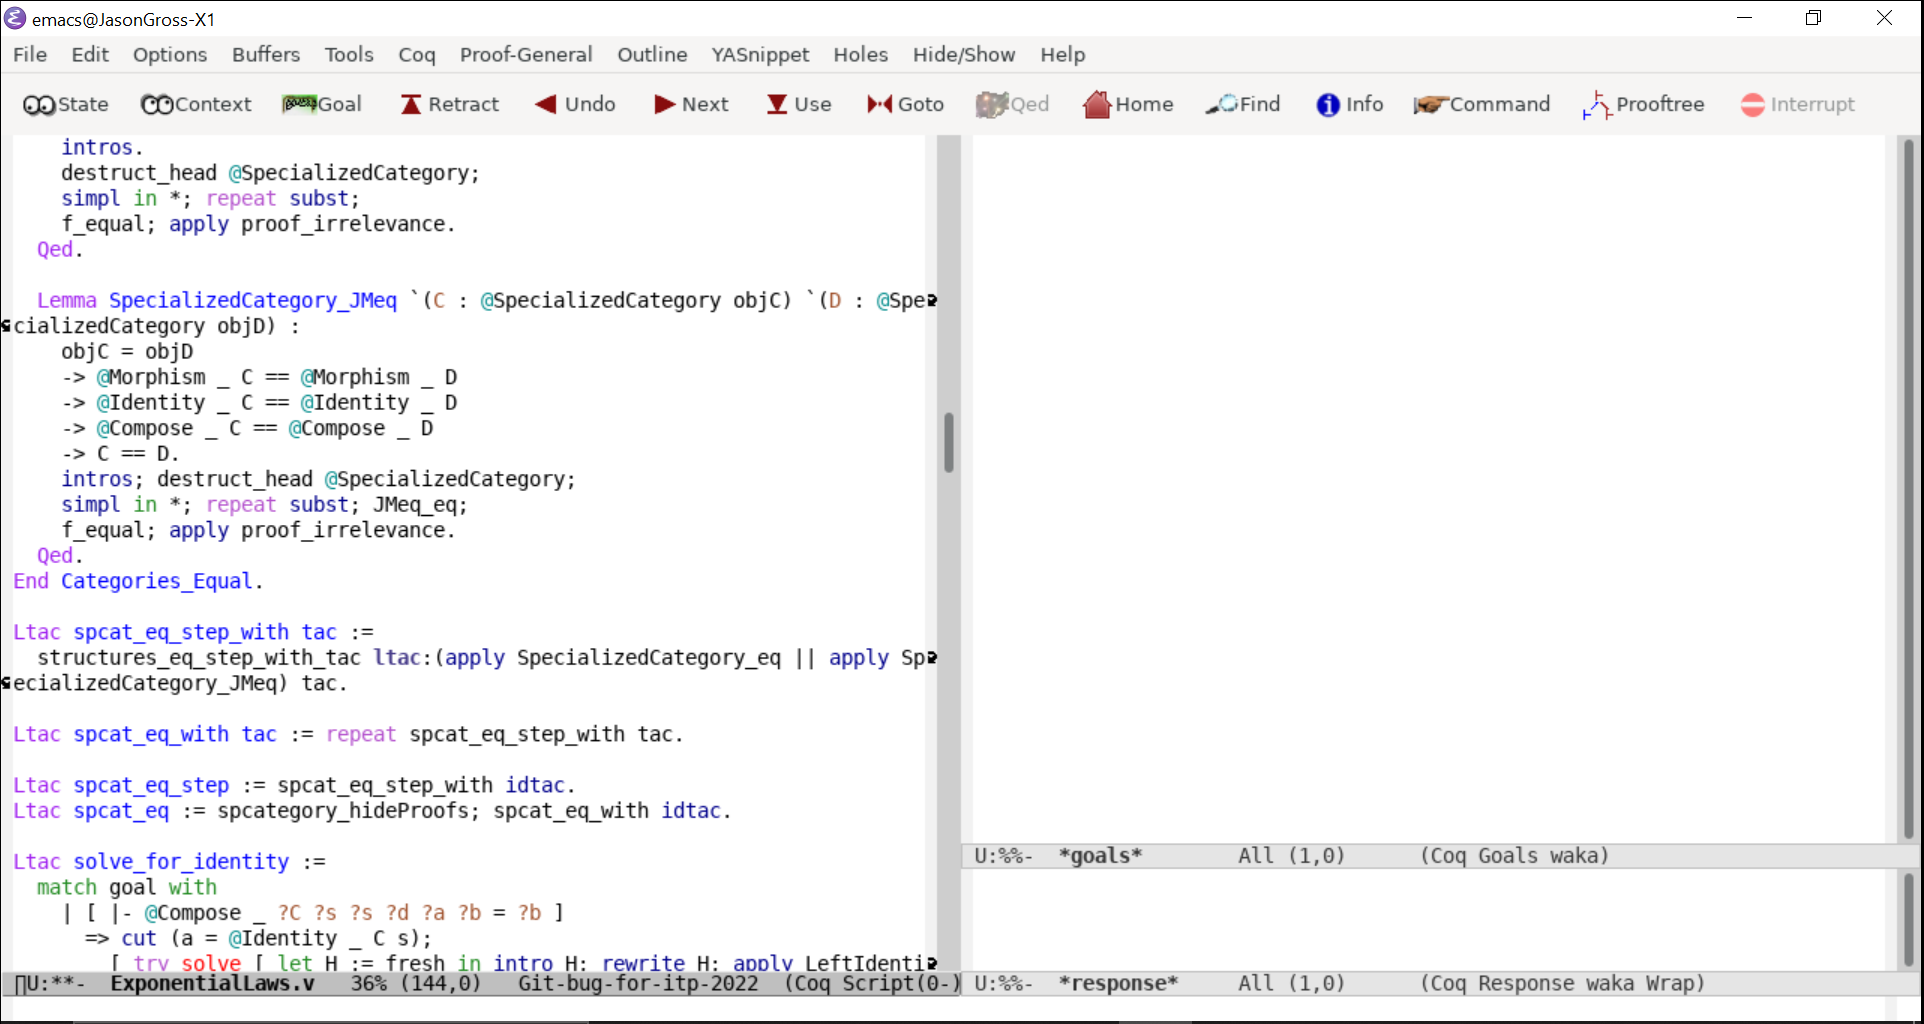 emacs@JasonGross-X1
File Edit Options Buffers Tools Coq Proof-General Outline YASnippet Holes Hide/Show Help
State Context Goal Retract Undo Next Use Goto Qed Home Find Info Command Prooftree Interrupt
    intros.
    destruct_head @SpecializedCategory;
    simpl in *; repeat subst;
    f_equal; apply proof_irrelevance.
  Qed.
  Lemma SpecializedCategory_JMeq `(C : @SpecializedCategory objC) `(D : @Spe
cializedCategory objD) :
    objC = objD
    -> @Morphism _ C == @Morphism _ D
    -> @Identity _ C == @Identity _ D
    -> @Compose _ C == @Compose _ D
    -> C == D.
    intros; destruct_head @SpecializedCategory;
    simpl in *; repeat subst; JMeq_eq;
    f_equal; apply proof_irrelevance.
  Qed.
End Categories_Equal.
Ltac spcat_eq_step_with tac :=
  structures_eq_step_with_tac ltac:(apply SpecializedCategory_eq || apply Sp
ecializedCategory_JMeq) tac.
Ltac spcat_eq_with tac := repeat spcat_eq_step_with tac.
Ltac spcat_eq_step := spcat_eq_step_with idtac.
Ltac spcat_eq := spcategory_hideProofs; spcat_eq_with idtac.
Ltac solve_for_identity :=
  match goal with
    | [ |- @Compose _ ?C ?s ?s ?d ?a ?b = ?b ]
      => cut (a = @Identity _ C s);
        [ try solve [ let H := fresh in intro H; rewrite H; apply LeftIdenti
U:**-  ExponentialLaws.v   36% (144,0)   Git-bug-for-itp-2022  (Coq Script(0-)
U:%%-  *goals*        All (1,0)      (Coq Goals waka)
U:%%-  *response*     All (1,0)      (Coq Response waka Wrap)